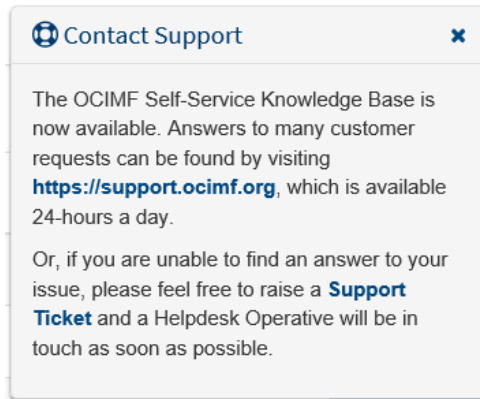 Contact Support
The OCIMF Self-Service Knowledge Base is
now available. Answers to many customer
requests can be found by visiting
https://support.ocimf.org, which is available
24-hours a day.
Or, if you are unable to find an answer to your
issue, please feel free to raise a Support
Ticket and a Helpdesk Operative will be in
touch as soon as possible.